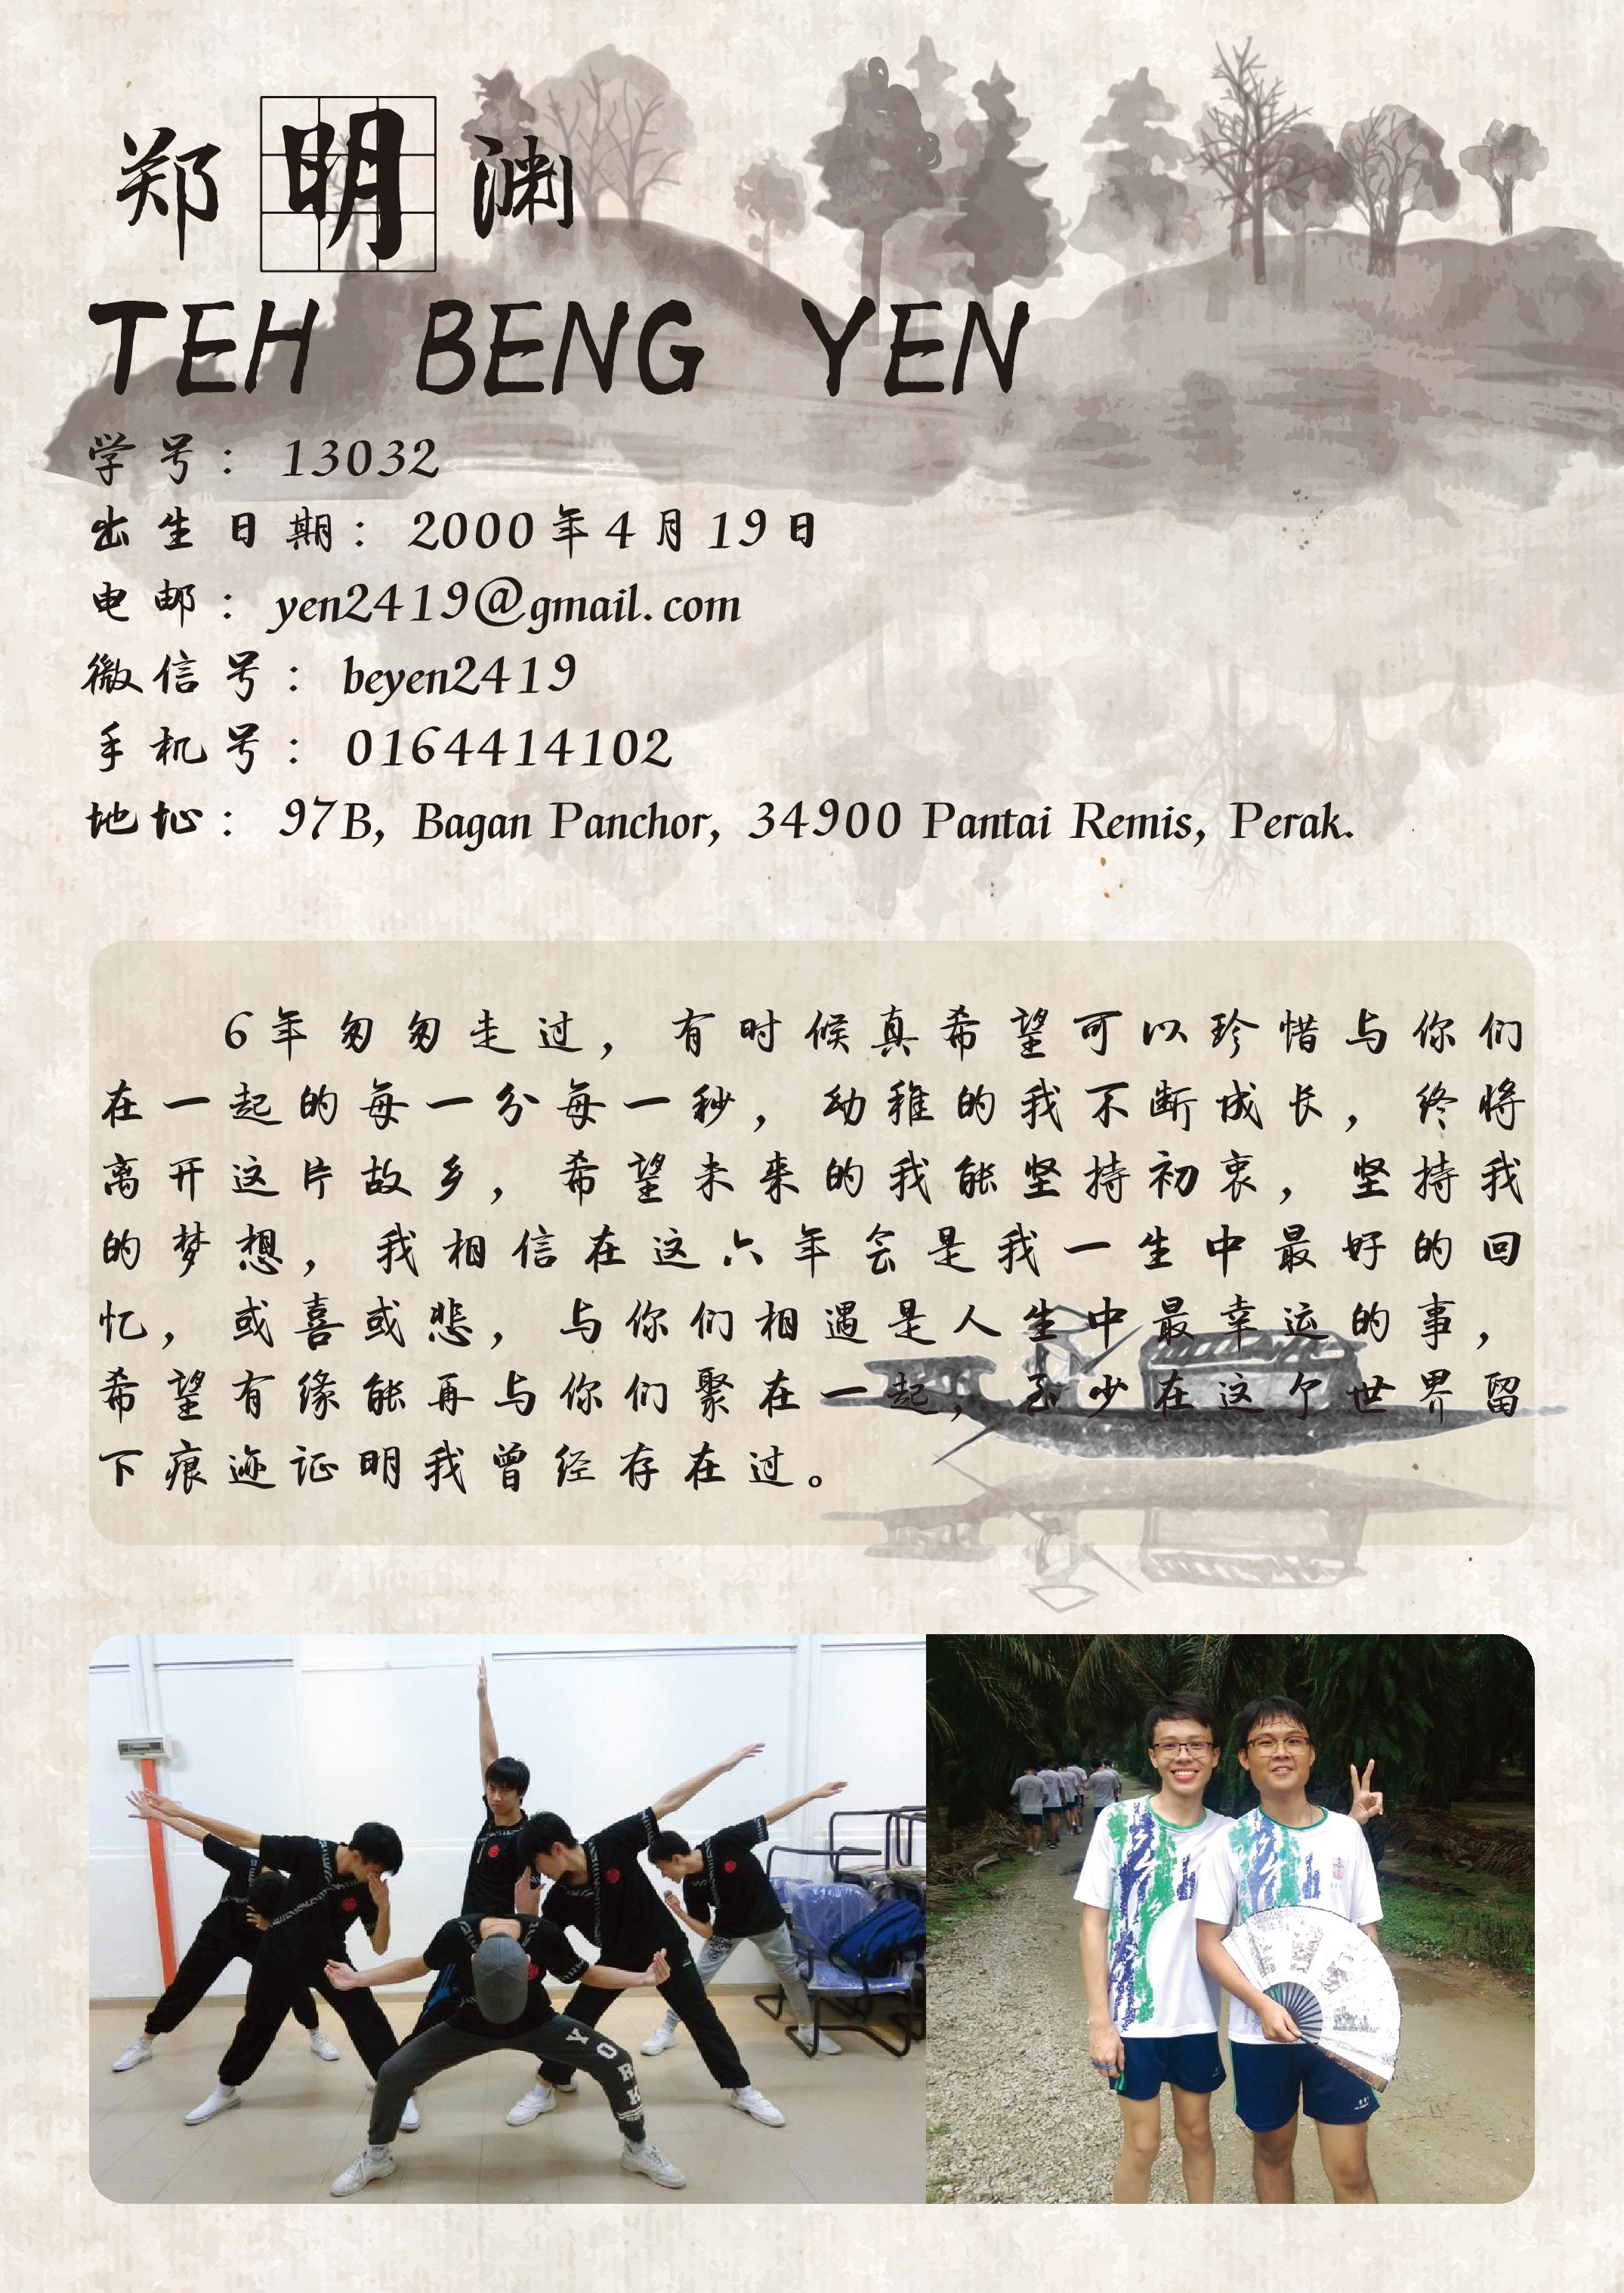 郑明渊
TEH BENG YEN
学号: 13032
出生日期: 2000年4月19日
电邮: yen2419@gmail.com
微信号: beyen2419
手机号: 0164414102
地址: 97B, Bagan Panchor, 34900 Pantai Remis, Perak.
6年匆匆走过，有时候真希望可以珍惜与你们
在一起的每一分每一秒，幼稚的我不断成长，终将
离开这片故乡，希望未来的我能坚持初衷，坚持我
的梦想，我相信在这六年会是我一生中最好的回
忆，或喜或悲，与你们相遇是人生中最幸运的事，
希望有缘能再与你们聚在一起，至少在这个世界留
下痕迹证明我曾经存在过。
YORK